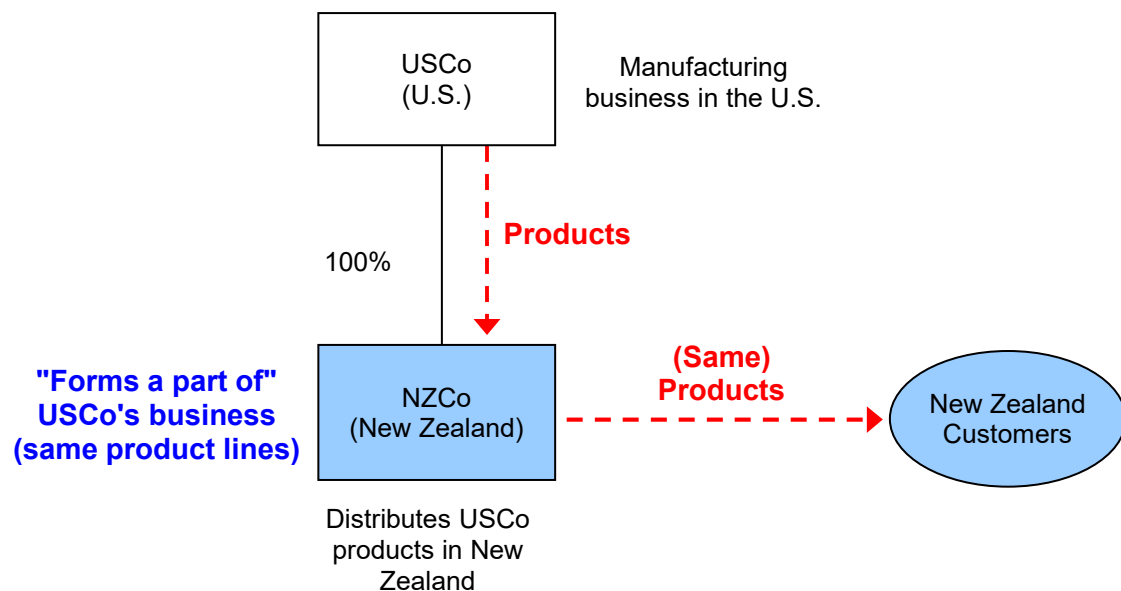 USCo
(U.S.)
Manufacturing
business in the U.S.
Products
100%
"Forms a part of"
USCo's business
(same product lines)
NZCo
(New Zealand)
(Same)
Products
New Zealand
Customers
Distributes USCo
products in New
Zealand